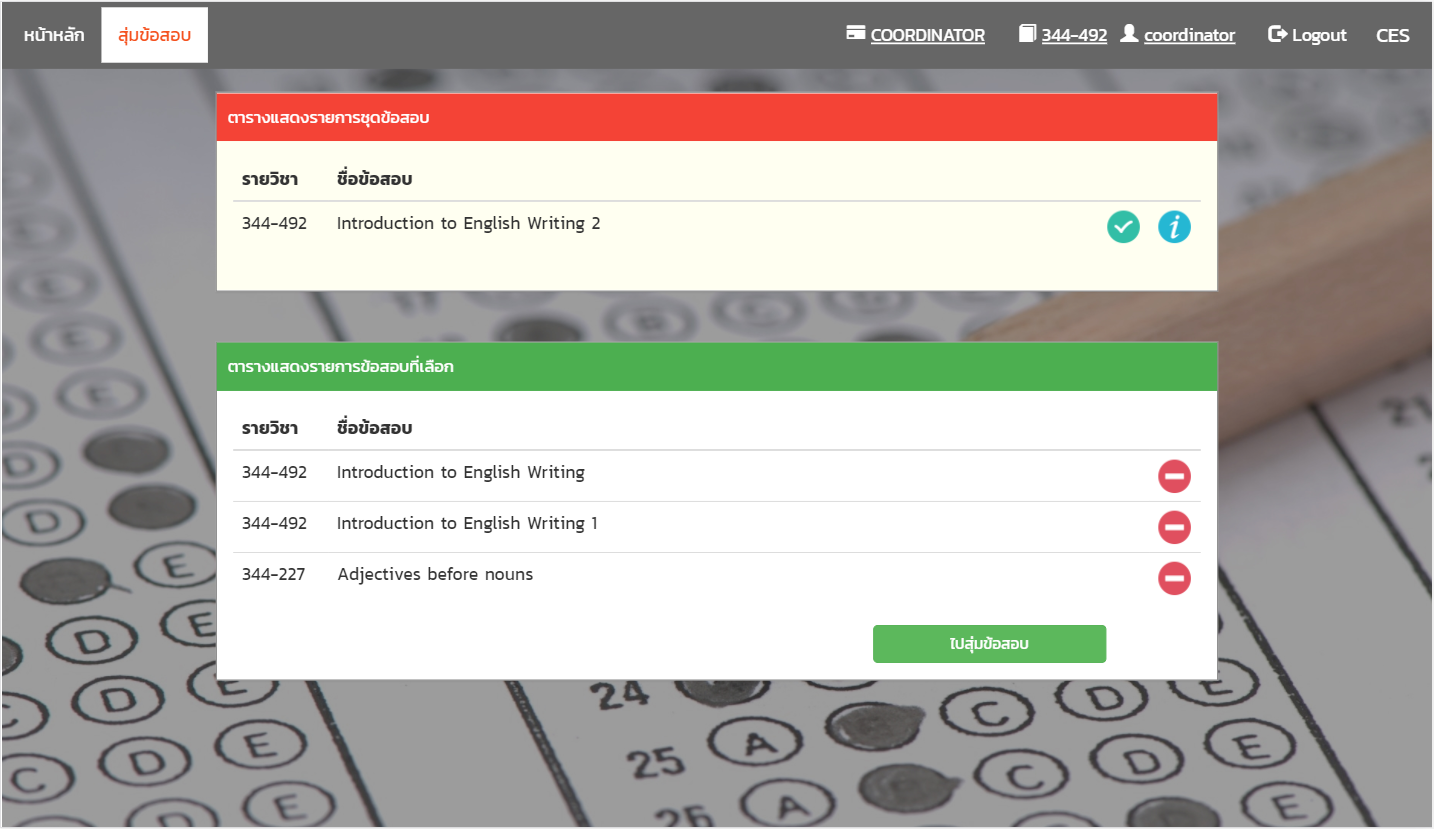 หน้าหลัก สุ่มข้อสอบ COORDINATOR 344-492 coordinator Logout CES
ตารางแสดงรายการชุดข้อสอบ
รายวิชา ชื่อข้อสอบ
344-492 Introduction to English Writing 2
ตารางแสดงรายการข้อสอบที่เลือก
รายวิชา ชื่อข้อสอบ
344-492 Introduction to English Writing
344-492 Introduction to English Writing 1
344-227 Adjectives before nouns
ไปสุ่มข้อสอบ
E
D
D E
D E
D E
C D E 24 C D E
C D E 25 A C D E
D E 26 A E